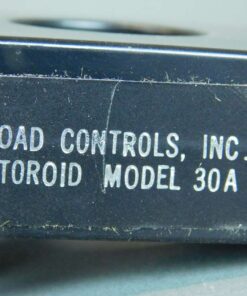 OAD CONTROLS, INC.
TOROID MODEL 30A